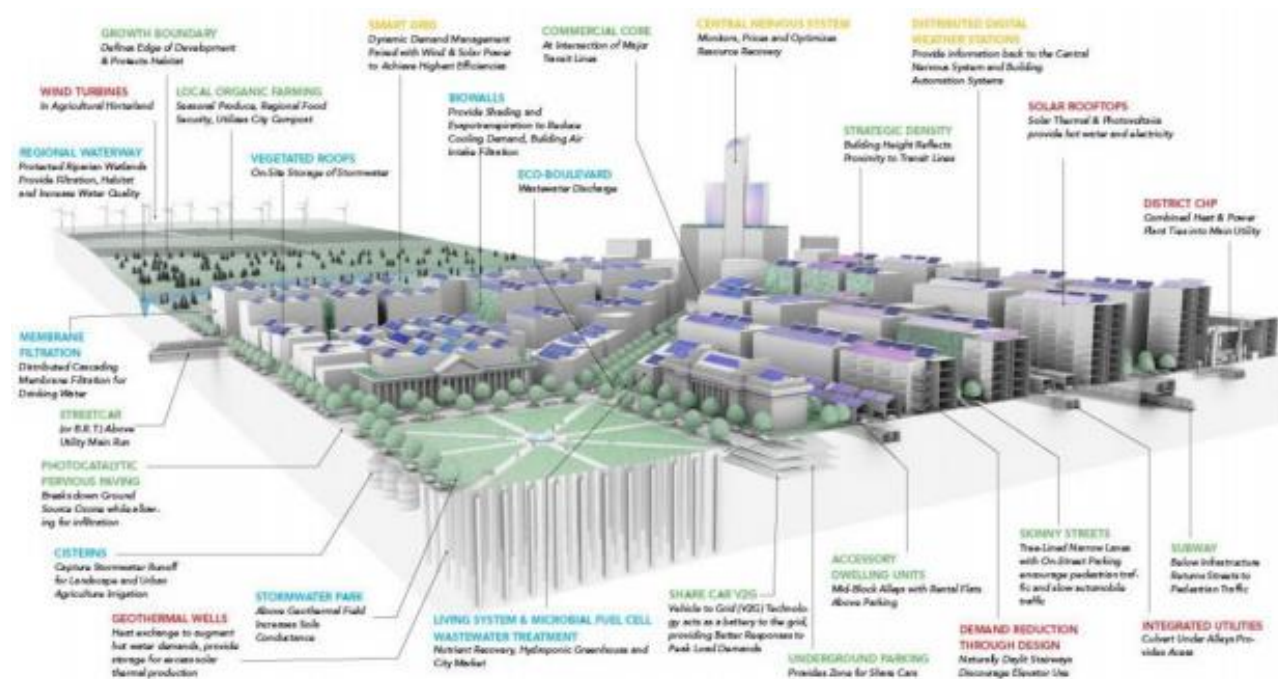 GROWTH BOUNDARY
Defines Edge of Development
& Protects Habitat
SMART GRID
Dynamic Demand Management
Paired with Wind & Solar Power
to Achieve Highest Efficiencies
COMMERCIAL CORE
At Intersection of Major
Transit Lines
CENTRAL NERVOUS SYSTEM
Monitors, Prices and Optimizes
Resource Recovery
DISTRIBUTED DIGITAL
WEATHER STATIONS
Provide information back to the Central
Nervous System and Building
Automation Systems
WIND TURBINES
In Agricultural Hinterland
LOCAL ORGANIC FARMING
Seasonal Produce, Regional Food
Security, Utilizes City Compost
BIOWALLS
Provide Shading and
Evapotranspiration to Reduce
Cooling Demand, Building Air
Intake Filtration
SOLAR ROOFTOPS
Solar Thermal & Photovoltaics
provide hot water and electricity
STRATEGIC DENSITY
Building Height Reflects
Proximity to Transit Lines
REGIONAL WATERWAY
Protected Riparian Wetlands
Provide Filtration, Habitat
and Increase Water Quality
VEGETATED ROOFS
On-Site Storage of Stormwater
ECO-BOULEVARD
Wastewater Discharge
DISTRICT CHP
Combined Heat & Power
Plant Ties into Main Utility
MEMBRANE
FILTRATION
Distributed Cascading
Membrane Filtration for
Drinking Water
STREETCAR
(or B.R.T.) Above
Utility Main Run
PHOTOCATALYTIC
PERVIOUS PAVING
Breaks down Ground
Source Ozone while allow-
ing for infiltration
CISTERNS
Capture Stormwater Runoff
for Landscape and Urban
Agriculture Irrigation
GEOTHERMAL WELLS
Heat exchange to augment
hot water demands, provide
storage for excess solar
thermal production
STORMWATER PARK
Above Geothermal Field
Increases Soils
Conductance
LIVING SYSTEM & MICROBIAL FUEL CELL
WASTEWATER TREATMENT
Nutrient Recovery, Hydroponic Greenhouse and
City Market
SHARE CAR V2G
Vehicle to Grid (V2G) Technolo-
gy acts as a battery to the grid,
providing Better Responses to
Peak Load Demands
UNDERGROUND PARKING
Provides Zone for Share Cars
ACCESSORY
DWELLING UNITS
Mid-Block Alleys with Rental Flats
Above Parking
DEMAND REDUCTION
THROUGH DESIGN
Naturally Daylit Stairways
Discourage Elevator Use
SKINNY STREETS
Tree-Lined Narrow Lanes
with On-Street Parking
encourage pedestrian traf-
fic and slow automobile
traffic
INTEGRATED UTILITIES
Culvert Under Alleys Pro-
vides Access
SUBWAY
Below Infrastructure
Returns Streets to
Pedestrian Traffic